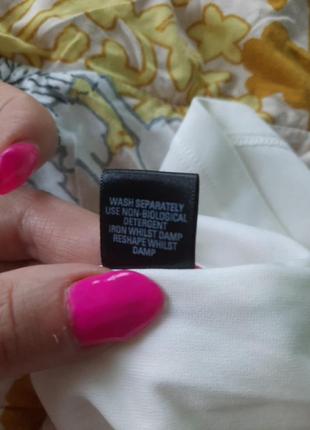 WASH SEPARATELY
USE NON-BIOLOGICAL
DETERGENT
IRON WHILST DAMP
RESHAPE WHILST
DAMP